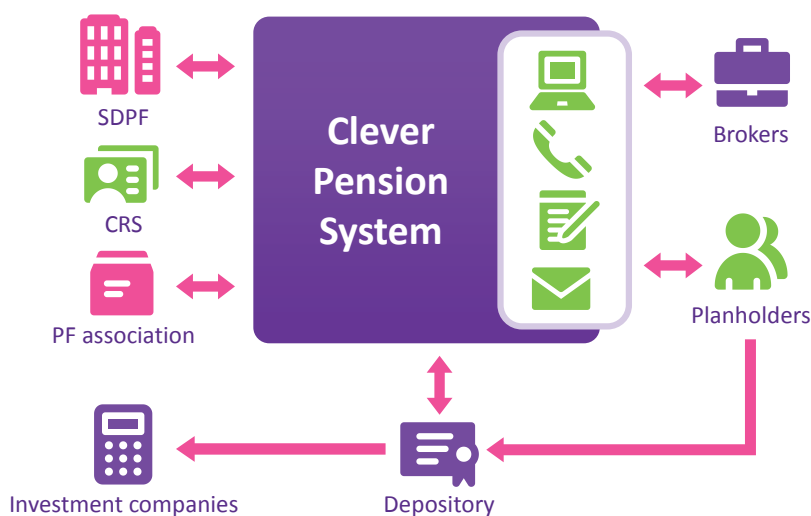 SDPF
CRS
PF association
Clever
Pension
System
Brokers
Planholders
Investment companies
Depository